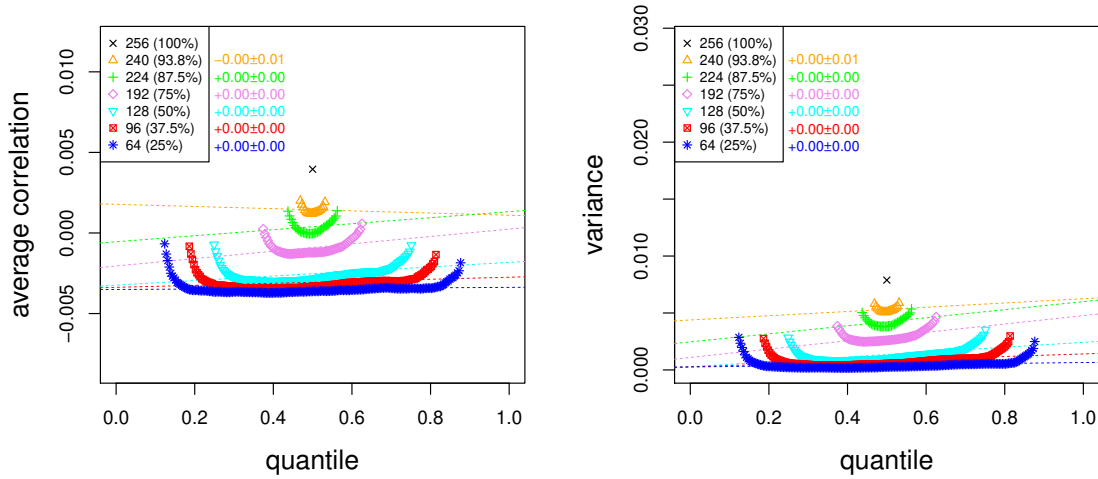 average correlation
0.010
0.005
0.000
−0.005
256 (100%)
240 (93.8%) −0.00±0.01
224 (87.5%) +0.00±0.00
192 (75%) +0.00±0.00
128 (50%) +0.00±0.00
96 (37.5%) +0.00±0.00
64 (25%) +0.00±0.00
0.0 0.2 0.4 0.6 0.8 1.0
quantile
variance
0.030
0.020
0.010
0.000
256 (100%)
240 (93.8%) +0.00±0.01
224 (87.5%) +0.00±0.00
192 (75%) +0.00±0.00
128 (50%) +0.00±0.00
96 (37.5%) +0.00±0.00
64 (25%) +0.00±0.00
0.0 0.2 0.4 0.6 0.8 1.0
quantile